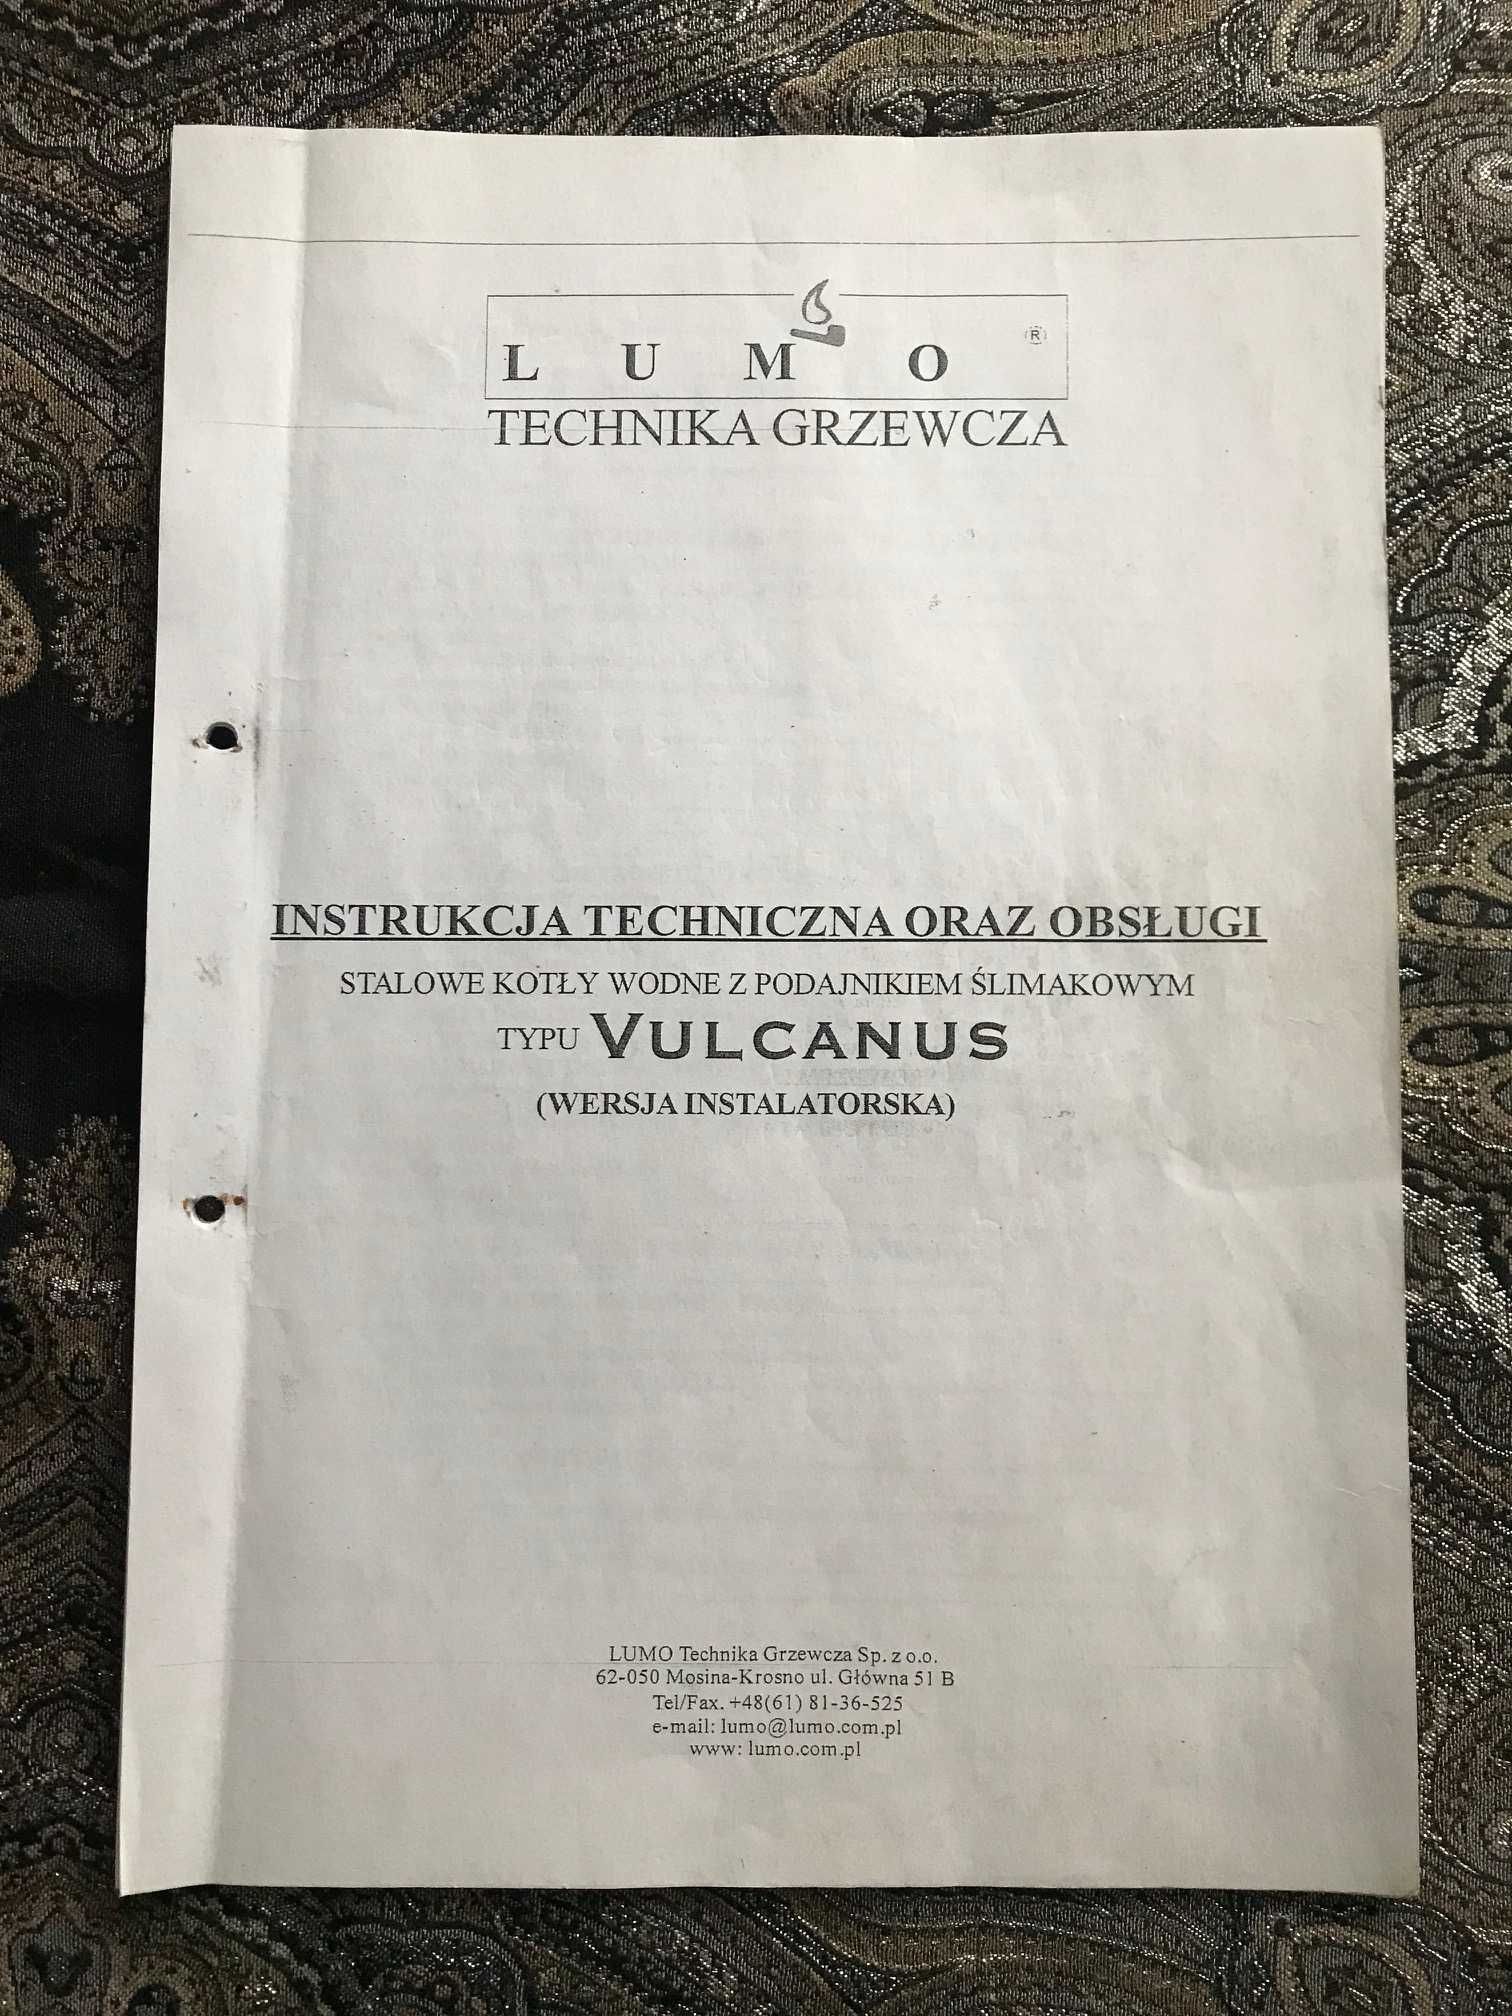 LUMO ®
TECHNIKA GRZEWCZA
INSTRUKCJA TECHNICZNA ORAZ OBSŁUGI
STALOWE KOTŁY WODNE Z PODAJNIKIEM ŚLIMAKOWYM
TYPU VULCANUS
(WERSJA INSTALATORSKA)
LUMO Technika Grzewcza Sp. z o.o.
62-050 Mosina-Krosno ul. Główna 51 B
Tel/Fax. +48(61) 81-36-525
e-mail: lumo@lumo.com.pl
www: lumo.com.pl